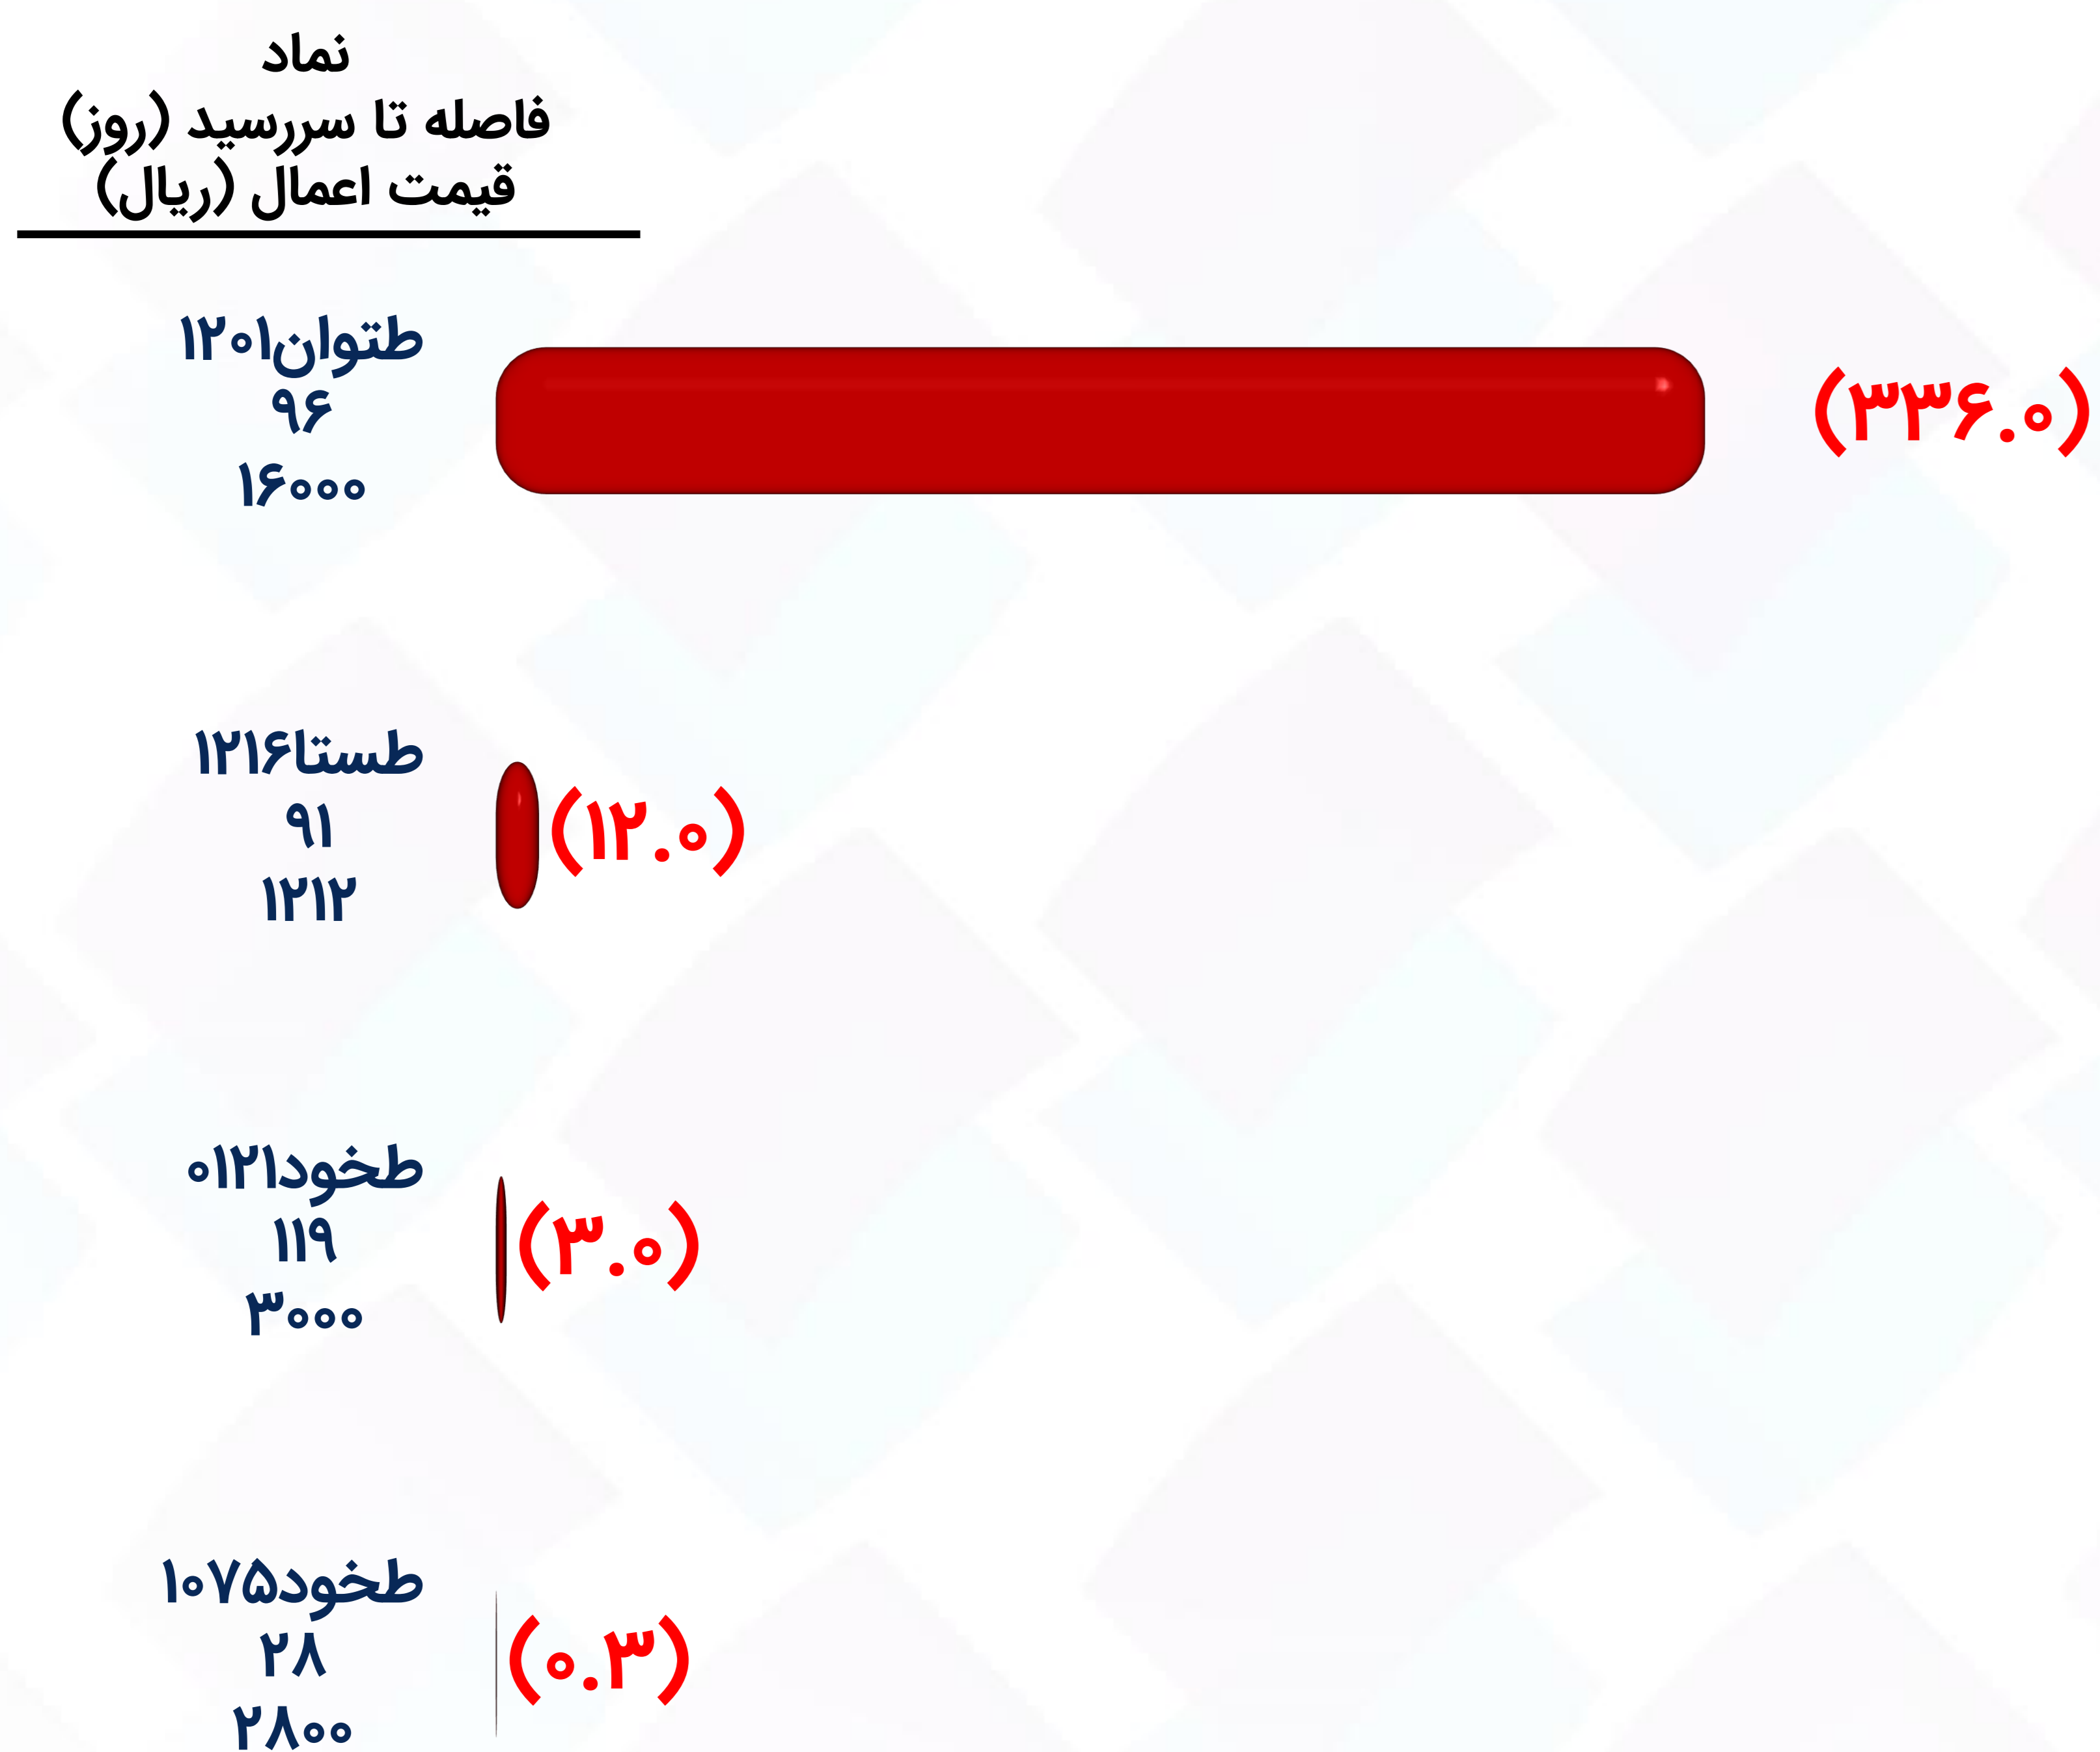 نماد
فاصله تا سررسید (روز)
قیمت اعمال (ریال)
طتوان۱۲۰۱
۹۶
۱۶۰۰۰
(۳۳۶.۰)
طستا۱۲۱۶
۹۱
۱۲۱۲
(۱۲.۰)
طخود۰۱۲۱
۱۱۹
۳۰۰۰
(۳.۰)
طخود۱۰۷۵
۲۸
۲۸۰۰
(۰.۳)